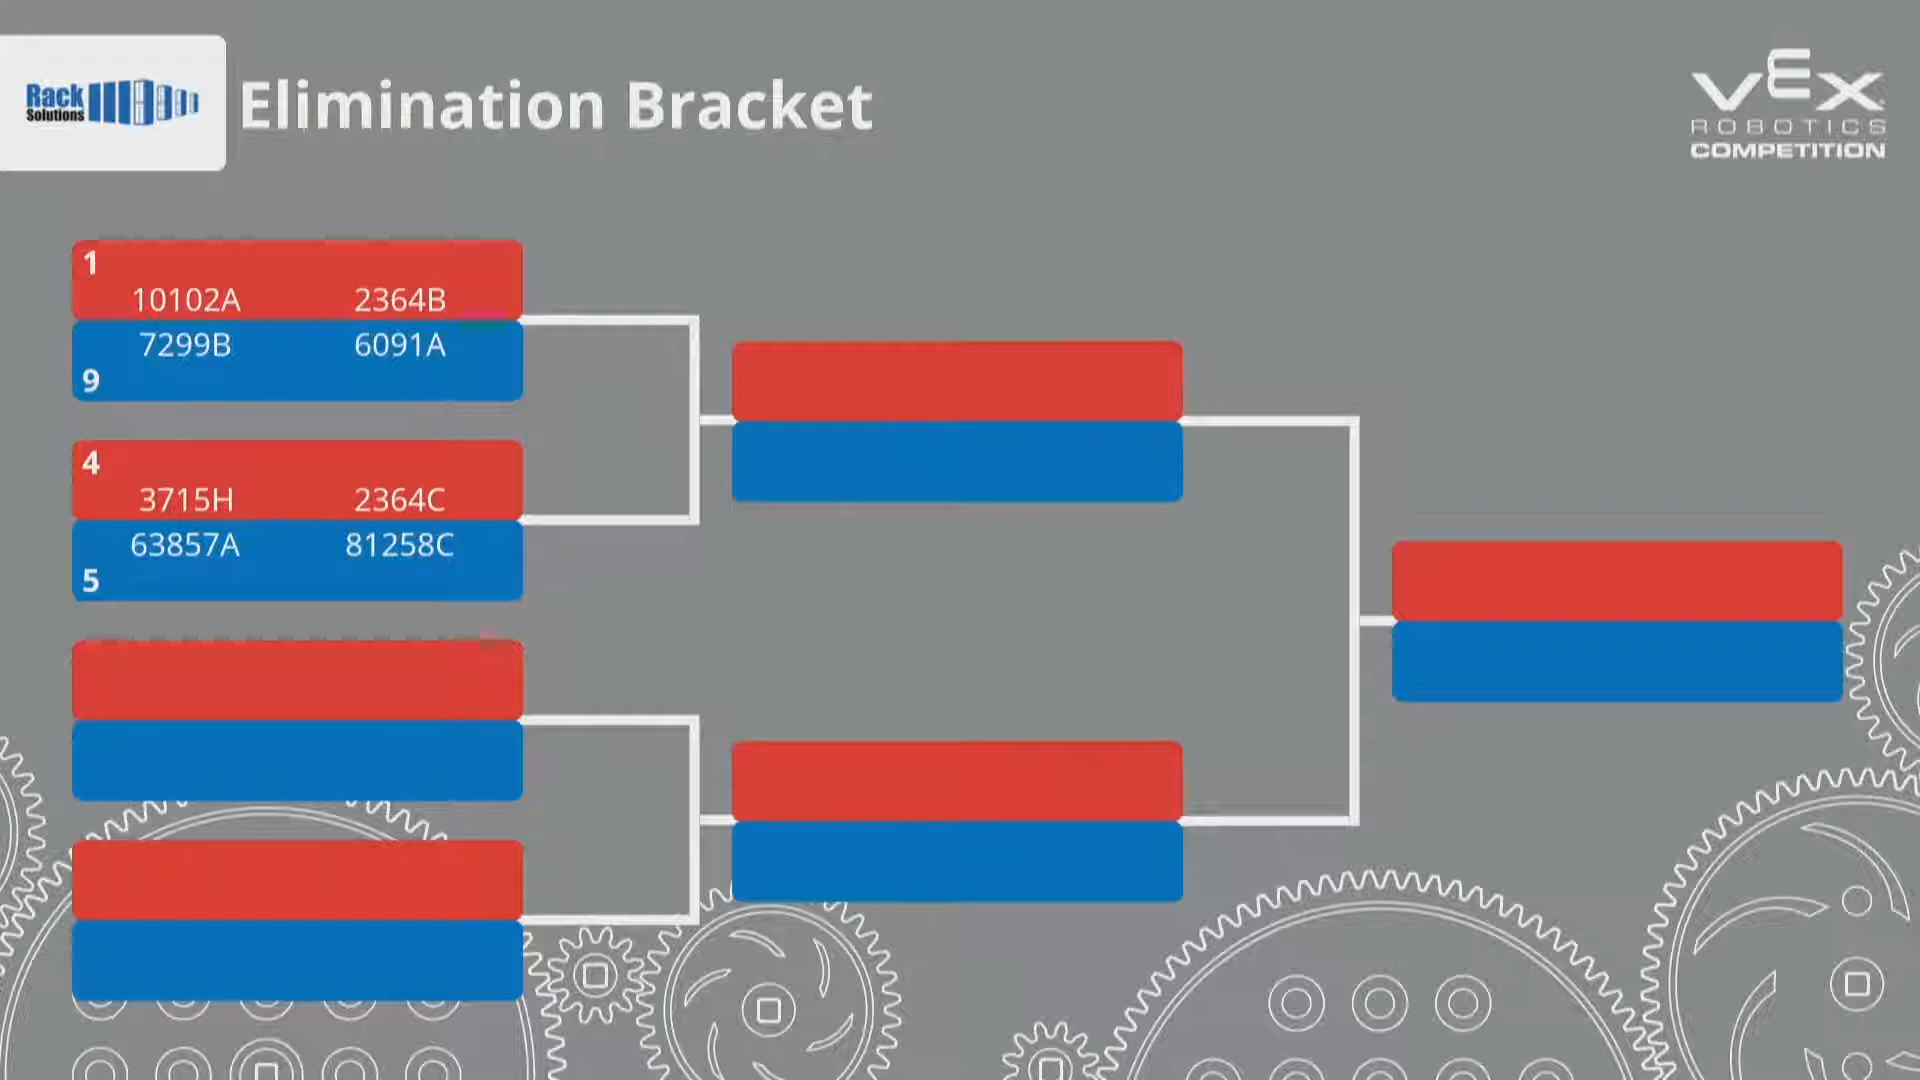 Rack
Solutions
Elimination Bracket
VEX
ROBOTICS
COMPETITION
1
10102A 2364B
7299B 6091A
9
4
3715H 2364C
63857A 81258C
5